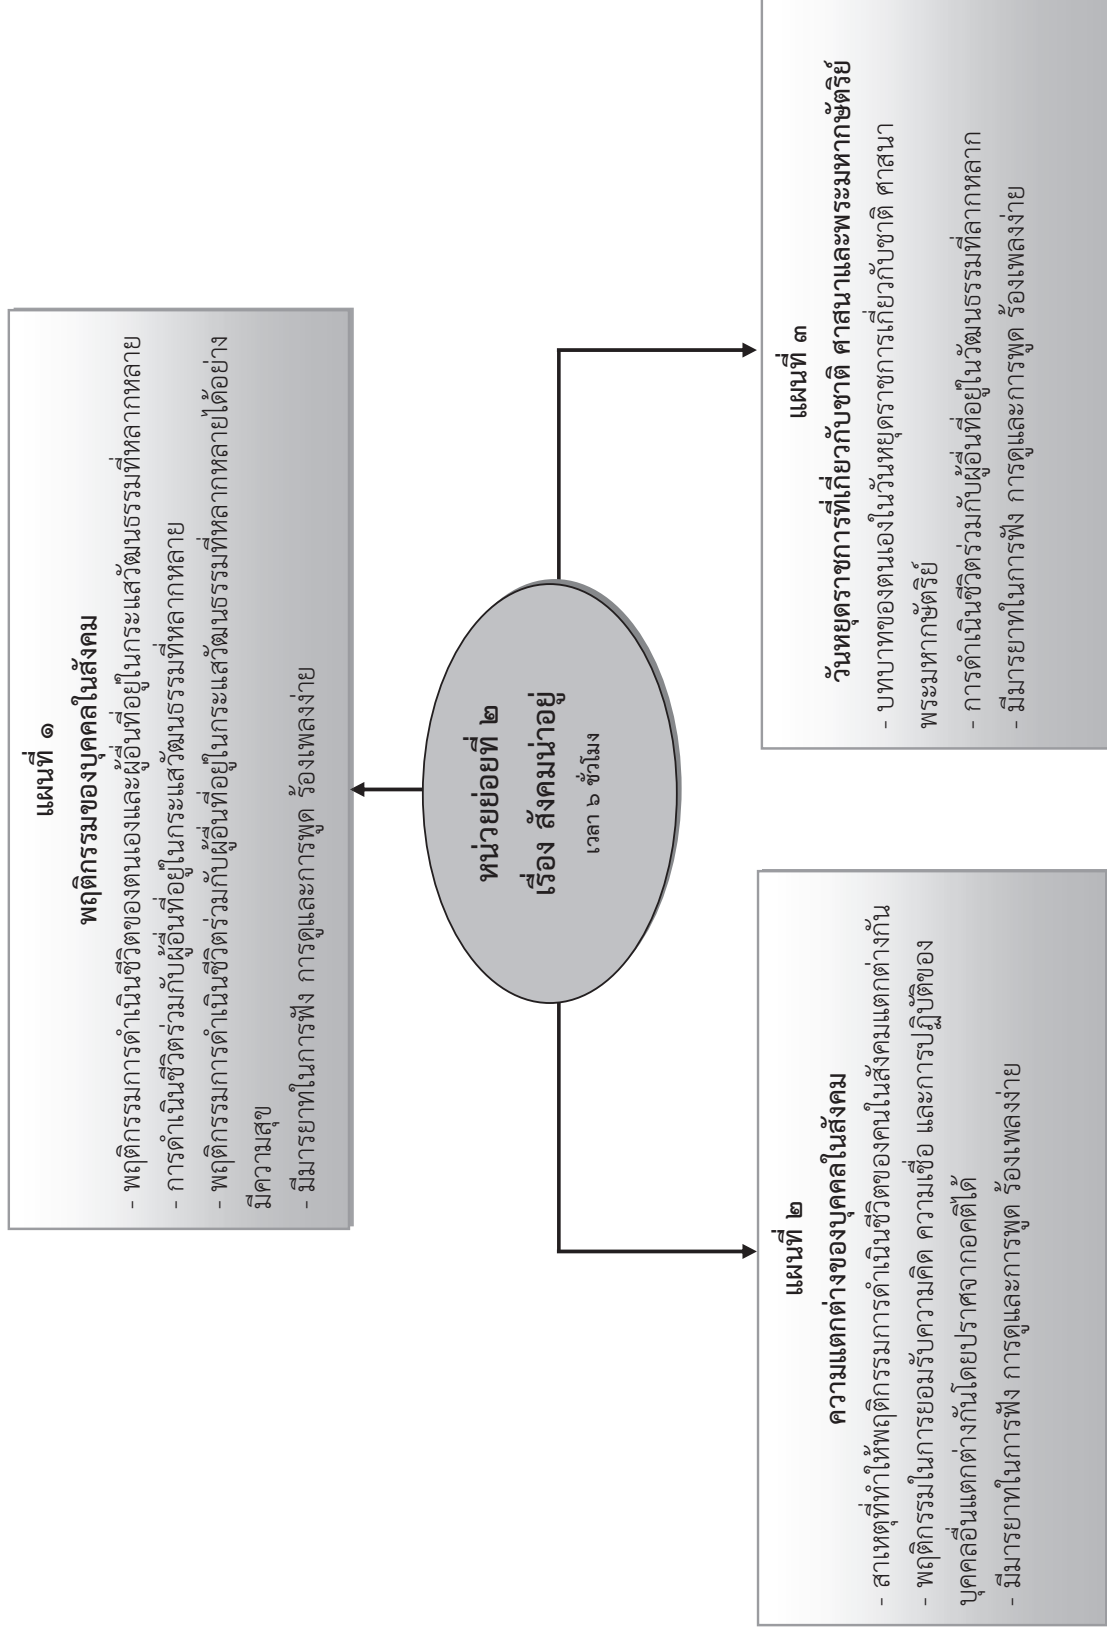 แผนที่ ๑
พฤติกรรมของบุคคลในสังคม
- พฤติกรรมการดำเนินชีวิตของตนเองและผู้อื่นที่อยู่ในกระแสวัฒนธรรมที่หลากหลาย
- การดำเนินชีวิตร่วมกับผู้อื่นที่อยู่ในกระแสวัฒนธรรมที่หลากหลาย
- พฤติกรรมการดำเนินชีวิตร่วมกับผู้อื่นที่อยู่ในกระแสวัฒนธรรมที่หลากหลายได้อย่าง
มีความสุข
- มีมารยาทในการฟัง การดูและการพูด ร้องเพลงง่าย
หน่วยย่อยที่ ๒
เรื่อง สังคมน่าอยู่
เวลา ๖ ชั่วโมง
แผนที่ ๒
ความแตกต่างของบุคคลในสังคม
- สาเหตุที่ทำให้พฤติกรรมการดำเนินชีวิตของคนในสังคมแตกต่างกัน
- พฤติกรรมในการยอมรับความคิด ความเชื่อ และการปฏิบัติของ
บุคคลอื่นแตกต่างกันโดยปราศจากอคติได้
- มีมารยาทในการฟัง การดูและการพูด ร้องเพลงง่าย
แผนที่ ๓
วันหยุดราชการที่เกี่ยวกับชาติ ศาสนาและพระมหากษัตริย์
- บทบาทของตนเองในวันหยุดราชการเกี่ยวกับชาติ ศาสนา
พระมหากษัตริย์
- การดำเนินชีวิตร่วมกับผู้อื่นที่อยู่ในวัฒนธรรมที่ลากหลาก
- มีมารยาทในการฟัง การดูและการพูด ร้องเพลงง่าย